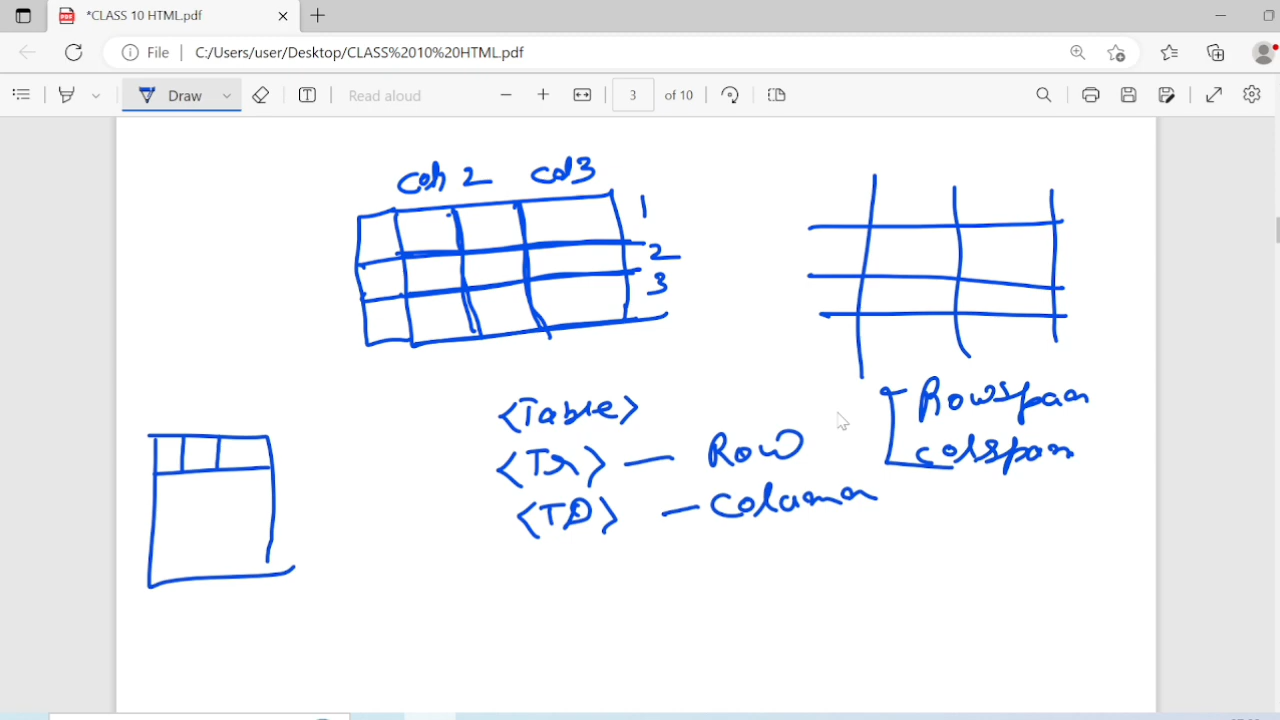 *CLASS 10 HTML.pdf
File
C:/Users/user/Desktop/CLASS%2010%20HTML.pdf
Draw
Read aloud
3
of 10
2 col3
1
2
3
<Table>
<TR> — Row
<TD> — Column
Rowspan
colspan